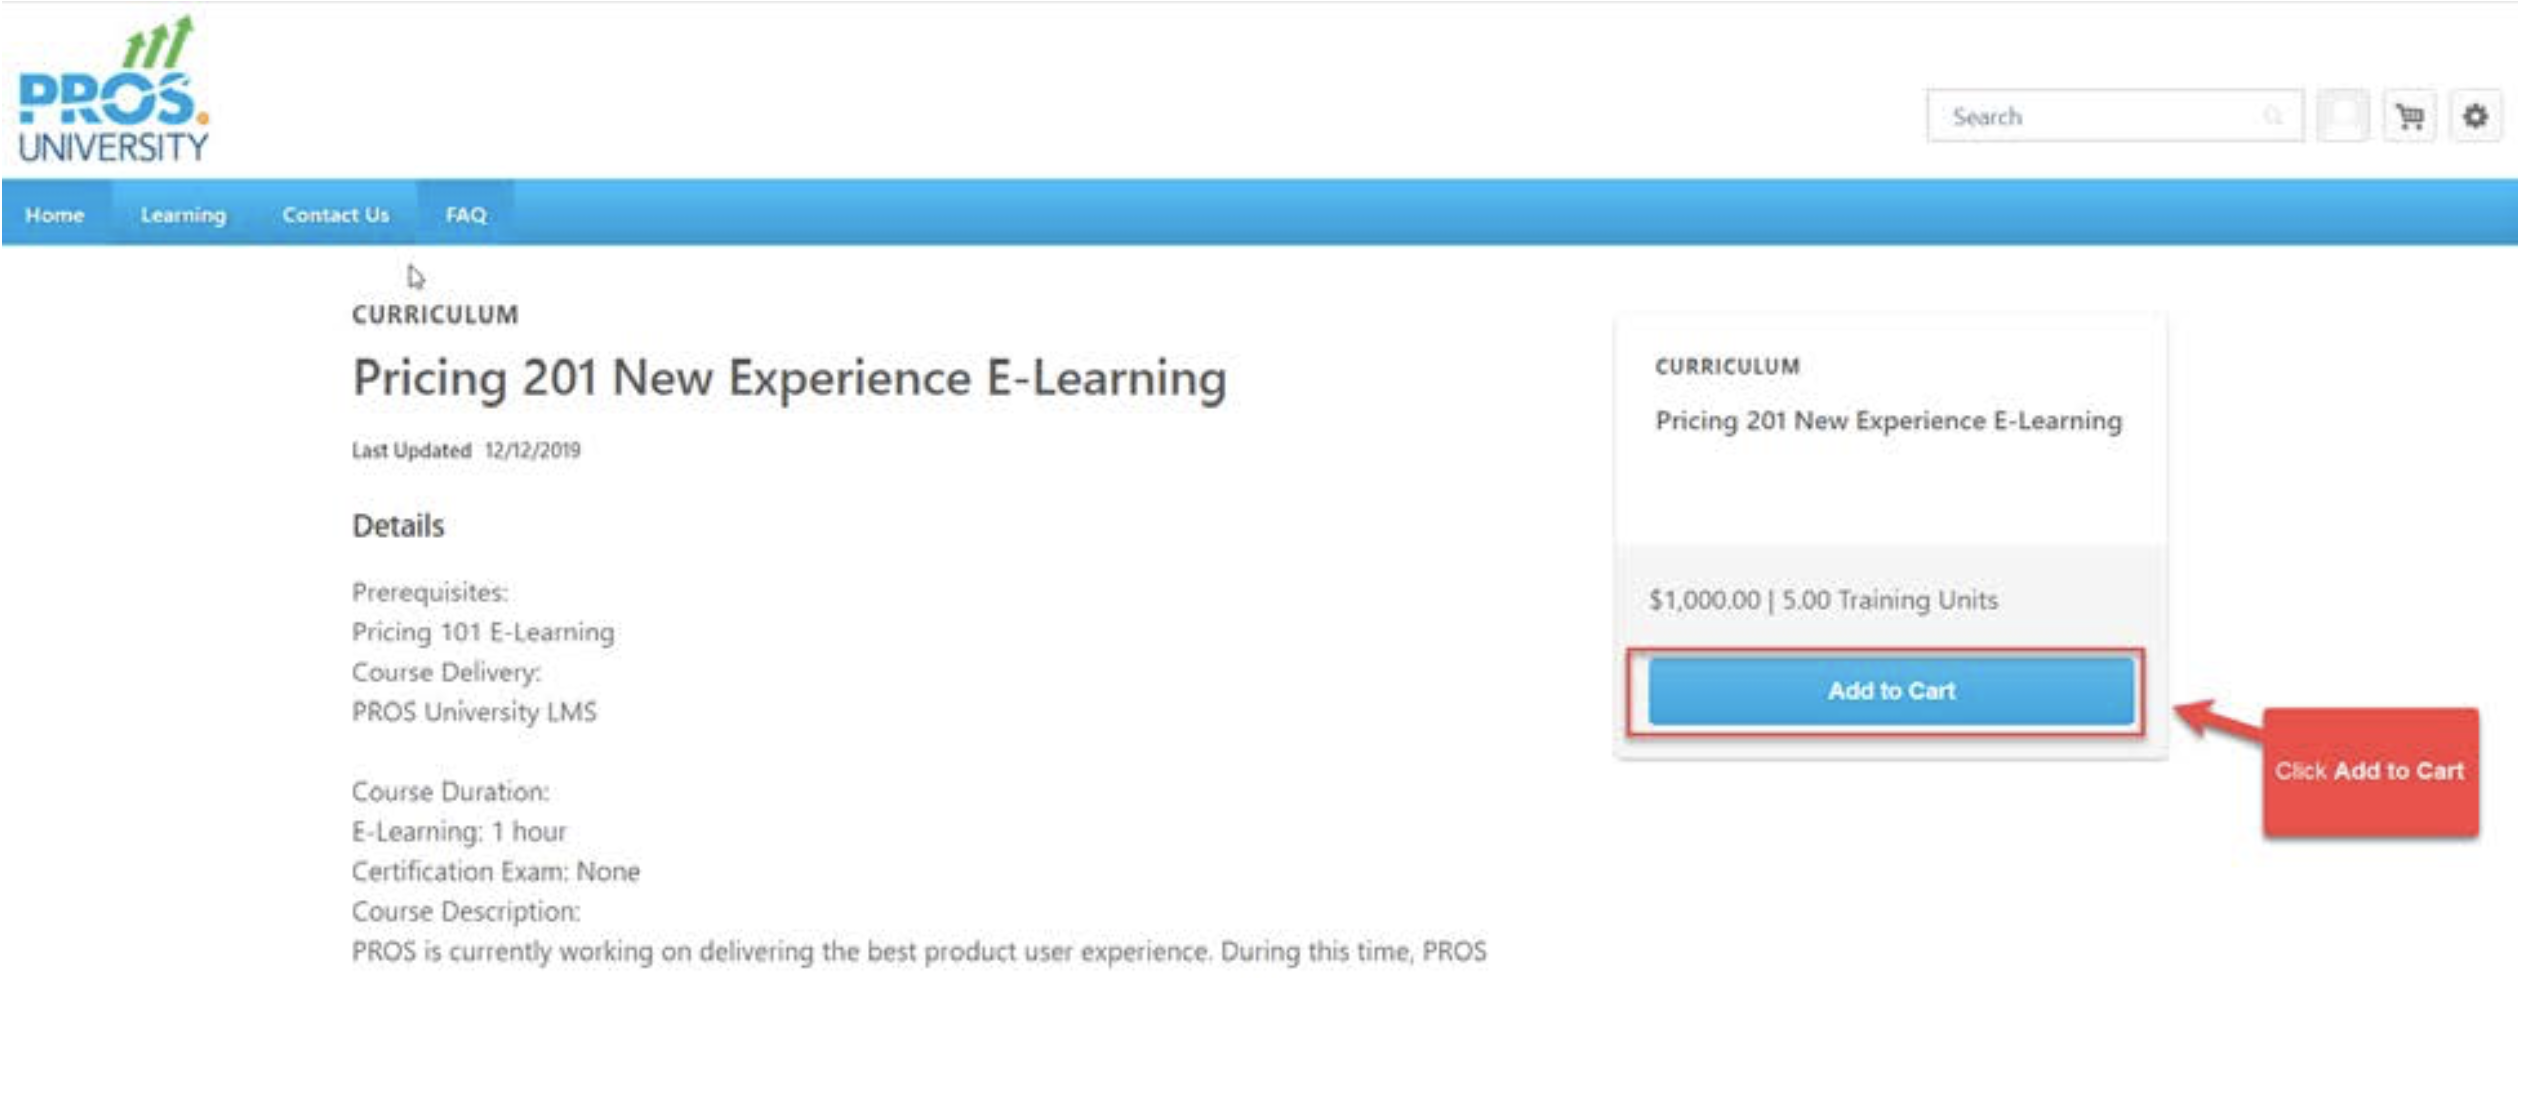 PROS.
UNIVERSITY
Search
Home Learning Contact Us FAQ
CURRICULUM
Pricing 201 New Experience E-Learning
Last Updated 12/12/2019
Details
Prerequisites:
Pricing 101 E-Learning
Course Delivery:
PROS University LMS
Course Duration:
E-Learning: 1 hour
Certification Exam: None
Course Description:
PROS is currently working on delivering the best product user experience. During this time, PROS
CURRICULUM
Pricing 201 New Experience E-Learning
$1,000.00 | 5.00 Training Units
Add to Cart
Click Add to Cart